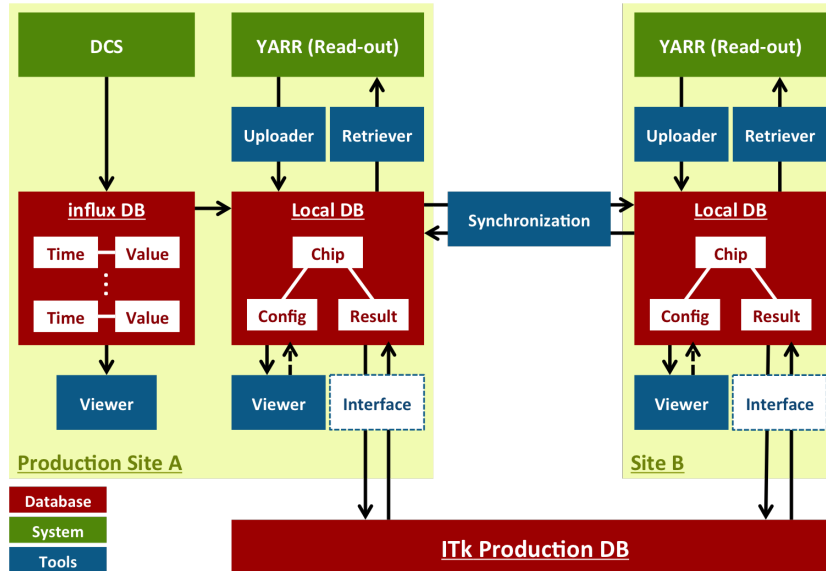 DCS
YARR (Read-out)
YARR (Read-out)
Uploader
Retriever
Uploader
Retriever
influx DB
Local DB
Synchronization
Local DB
Time
Value
Chip
Chip
Time
Value
Config
Result
Config
Result
Viewer
Viewer
Interface
Viewer
Interface
Production Site A
Site B
Database
System
Tools
ITk Production DB